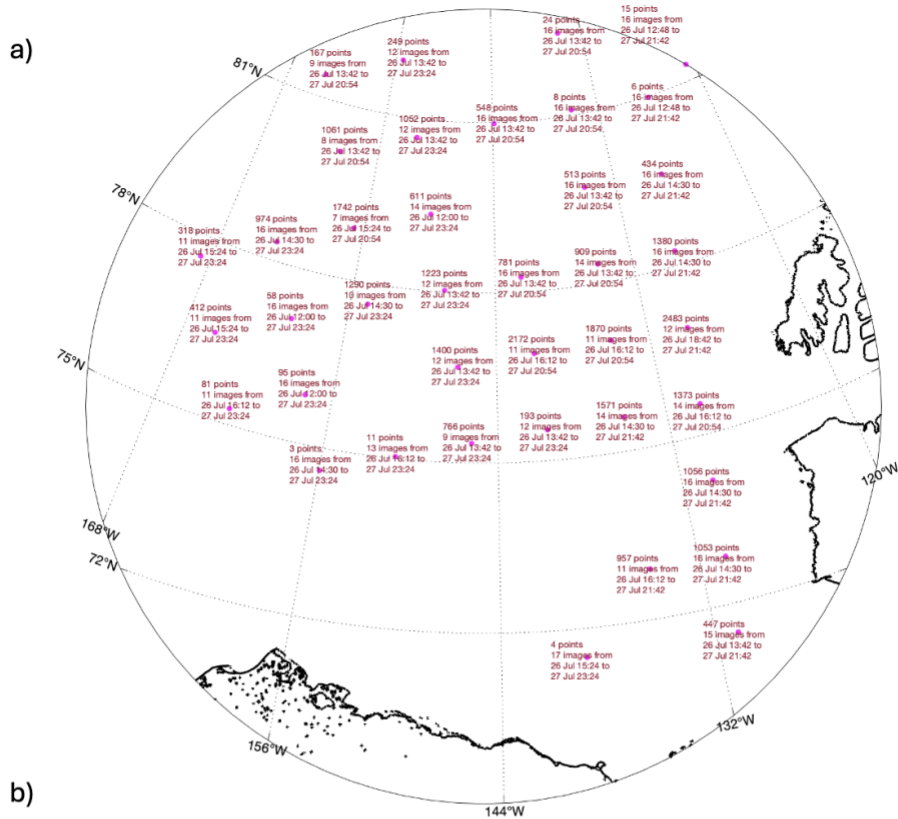 a)
15 points
16 images from
26 Jul 12:48 to
27 Jul 21:42
24 points
16 images from
26 Jul 13:42 to
27 Jul 20:54
249 points
12 images from
26 Jul 13:42 to
27 Jul 23:24
167 points
9 images from
26 Jul 13:42 to
27 Jul 20:54
81°N
6 points
16 images from
26 Jul 12:48 to
27 Jul 21:42
8 points
16 images from
26 Jul 13:42 to
27 Jul 20:54
548 points
16 images from
26 Jul 13:42 to
27 Jul 20:54
1052 points
12 images from
26 Jul 13:42 to
27 Jul 23:24
1061 points
8 images from
26 Jul 13:42 to
27 Jul 20:54
434 points
16 images from
26 Jul 14:30 to
27 Jul 21:42
513 points
16 images from
26 Jul 13:42 to
27 Jul 20:54
78°N
611 points
14 images from
26 Jul 12:00 to
27 Jul 23:24
1742 points
7 images from
26 Jul 15:24 to
27 Jul 20:54
974 points
16 images from
26 Jul 14:30 to
27 Jul 23:24
318 points
11 images from
26 Jul 15:24 to
27 Jul 23:24
1380 points
16 images from
26 Jul 14:30 to
27 Jul 21:42
909 points
14 images from
26 Jul 13:42 to
27 Jul 20:54
781 points
16 images from
26 Jul 13:42 to
27 Jul 20:54
1223 points
12 images from
26 Jul 13:42 to
27 Jul 23:24
1290 points
10 images from
26 Jul 14:30 to
27 Jul 23:24
58 points
16 images from
26 Jul 12:00 to
27 Jul 23:24
412 points
11 images from
26 Jul 15:24 to
27 Jul 23:24
2483 points
12 images from
26 Jul 18:42 to
27 Jul 21:42
1870 points
11 images from
26 Jul 16:12 to
27 Jul 20:54
2172 points
11 images from
26 Jul 16:12 to
27 Jul 20:54
1400 points
12 images from
26 Jul 13:42 to
27 Jul 23:24
75°N
95 points
16 images from
26 Jul 12:00 to
27 Jul 23:24
81 points
11 images from
26 Jul 16:12 to
27 Jul 23:24
1373 points
14 images from
26 Jul 16:12 to
27 Jul 20:54
1571 points
14 images from
26 Jul 14:30 to
27 Jul 21:42
193 points
12 images from
26 Jul 13:42 to
27 Jul 23:24
766 points
9 images from
26 Jul 13:42 to
27 Jul 23:24
11 points
13 images from
26 Jul 16:12 to
27 Jul 23:24
3 points
16 images from
26 Jul 14:30 to
27 Jul 23:24
120°W
1056 points
16 images from
26 Jul 14:30 to
27 Jul 21:42
168°W
72°N
1053 points
16 images from
26 Jul 14:30 to
27 Jul 21:42
957 points
11 images from
26 Jul 16:12 to
27 Jul 21:42
447 points
15 images from
26 Jul 13:42 to
27 Jul 21:42
4 points
17 images from
26 Jul 15:24 to
27 Jul 23:24
132°W
156°W
144°W
b)